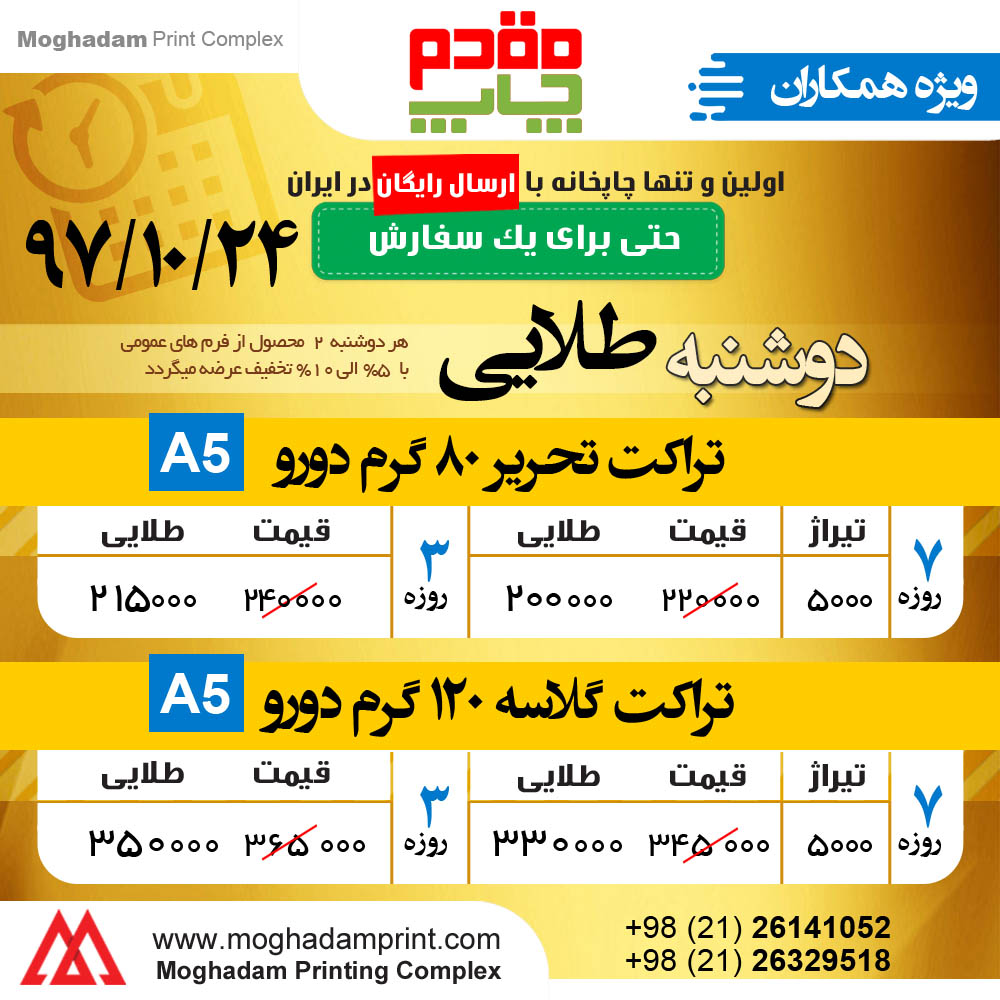 Moghadam Print Complex
مقدم
چاپ
ویژه همکاران
اولین و تنها چاپخانه با ارسال رایگان در ایران
حتی برای یک سفارش
۹۷/۱۰/۲۴
دوشنبه طلایی
هر دوشنبه ۲ محصول از فرم های عمومی
با ۵% الی ۱۰% تخفیف عرضه میگردد
تراکت تحریر ۸۰ گرم دورو A5
۷ روزه تیراژ قیمت طلایی ۳ روزه قیمت طلایی
۵۰۰۰ ۲۲۰۰۰۰ ۲۰۰۰۰۰ ۲۴۰۰۰۰ ۲۱۵۰۰۰
تراکت گلاسه ۱۲۰ گرم دورو A5
۷ روزه تیراژ قیمت طلایی ۳ روزه قیمت طلایی
۵۰۰۰ ۳۴۵۰۰۰ ۳۳۰۰۰۰ ۳۶۵۰۰۰ ۳۵۰۰۰۰
www.moghadamprint.com
Moghadam Printing Complex
+98 (21) 26141052
+98 (21) 26329518